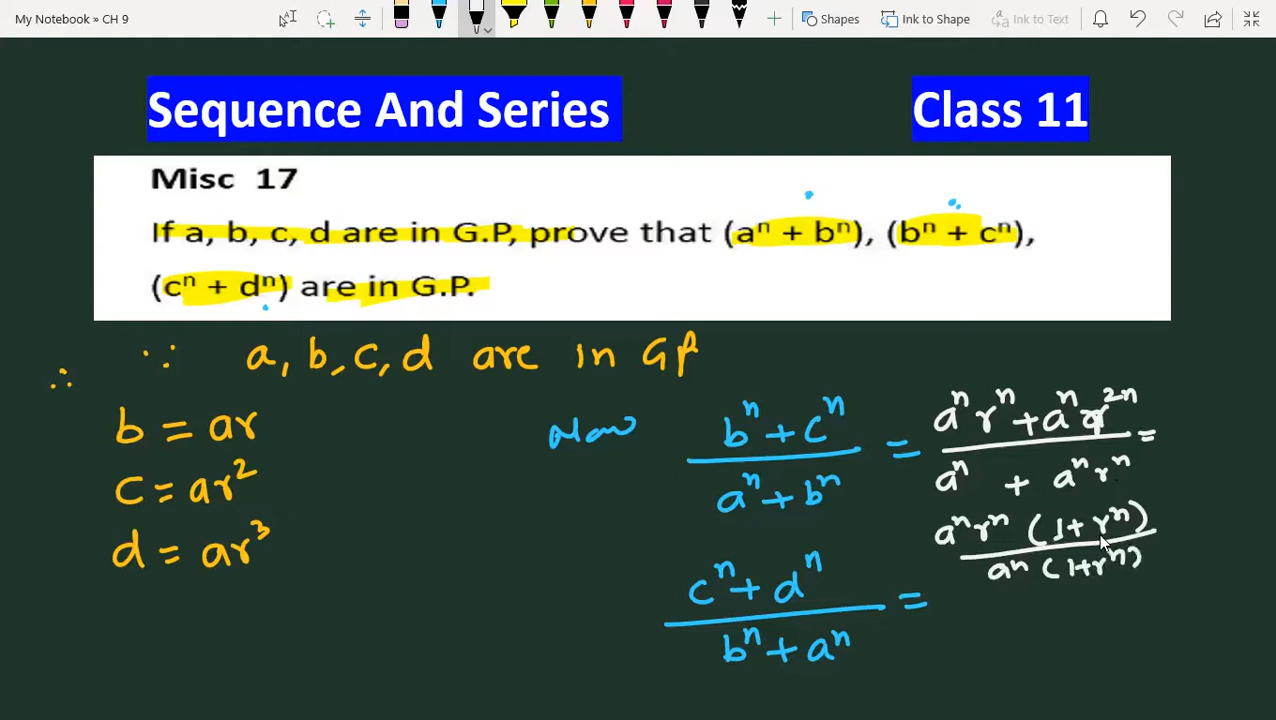 My Notebook » CH 9
Shapes
Ink to Shape
Ink to Text
Sequence And Series
Class 11
Misc 17
If a, b, c, d are in G.P, prove that (aⁿ + bⁿ), (bⁿ + cⁿ),
(cⁿ + dⁿ) are in G.P.
∵ a, b, c, d are in GP
∴
b = ar
c = ar²
d = ar³
Now (bⁿ + cⁿ)/(aⁿ + bⁿ) = (aⁿrⁿ + aⁿr²ⁿ)/(aⁿ + aⁿrⁿ) =
aⁿrⁿ (1 + rⁿ)/aⁿ (1+rⁿ)
(cⁿ + dⁿ)/(bⁿ + aⁿ) =